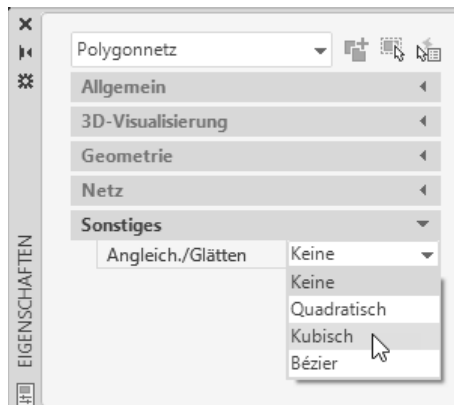 Polygonnetz
Allgemein
3D-Visualisierung
Geometrie
Netz
Sonstiges
Angleich./Glätten Keine
Keine
Quadratisch
Kubisch
Bézier
EIGENSCHAFTEN